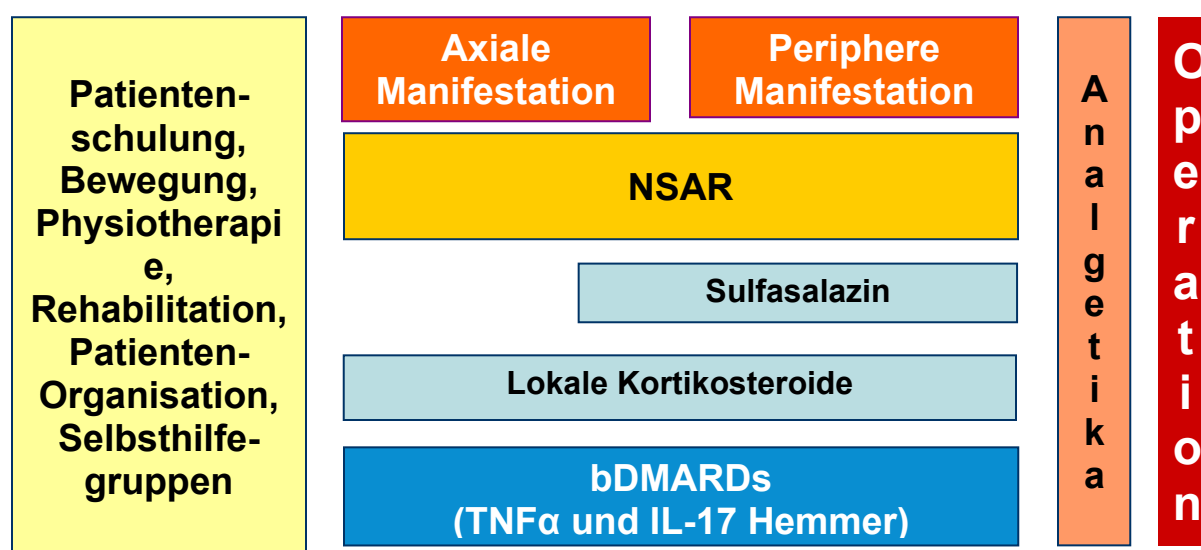 Patienten-
schulung,
Bewegung,
Physiotherapi
e,
Rehabilitation,
Patienten-
Organisation,
Selbsthilfe-
gruppen
Axiale
Manifestation
Periphere
Manifestation
NSAR
Sulfasalazin
Lokale Kortikosteroide
bDMARDs
(TNFα und IL-17 Hemmer)
A
n
a
l
g
e
t
i
k
a
O
p
e
r
a
t
i
o
n